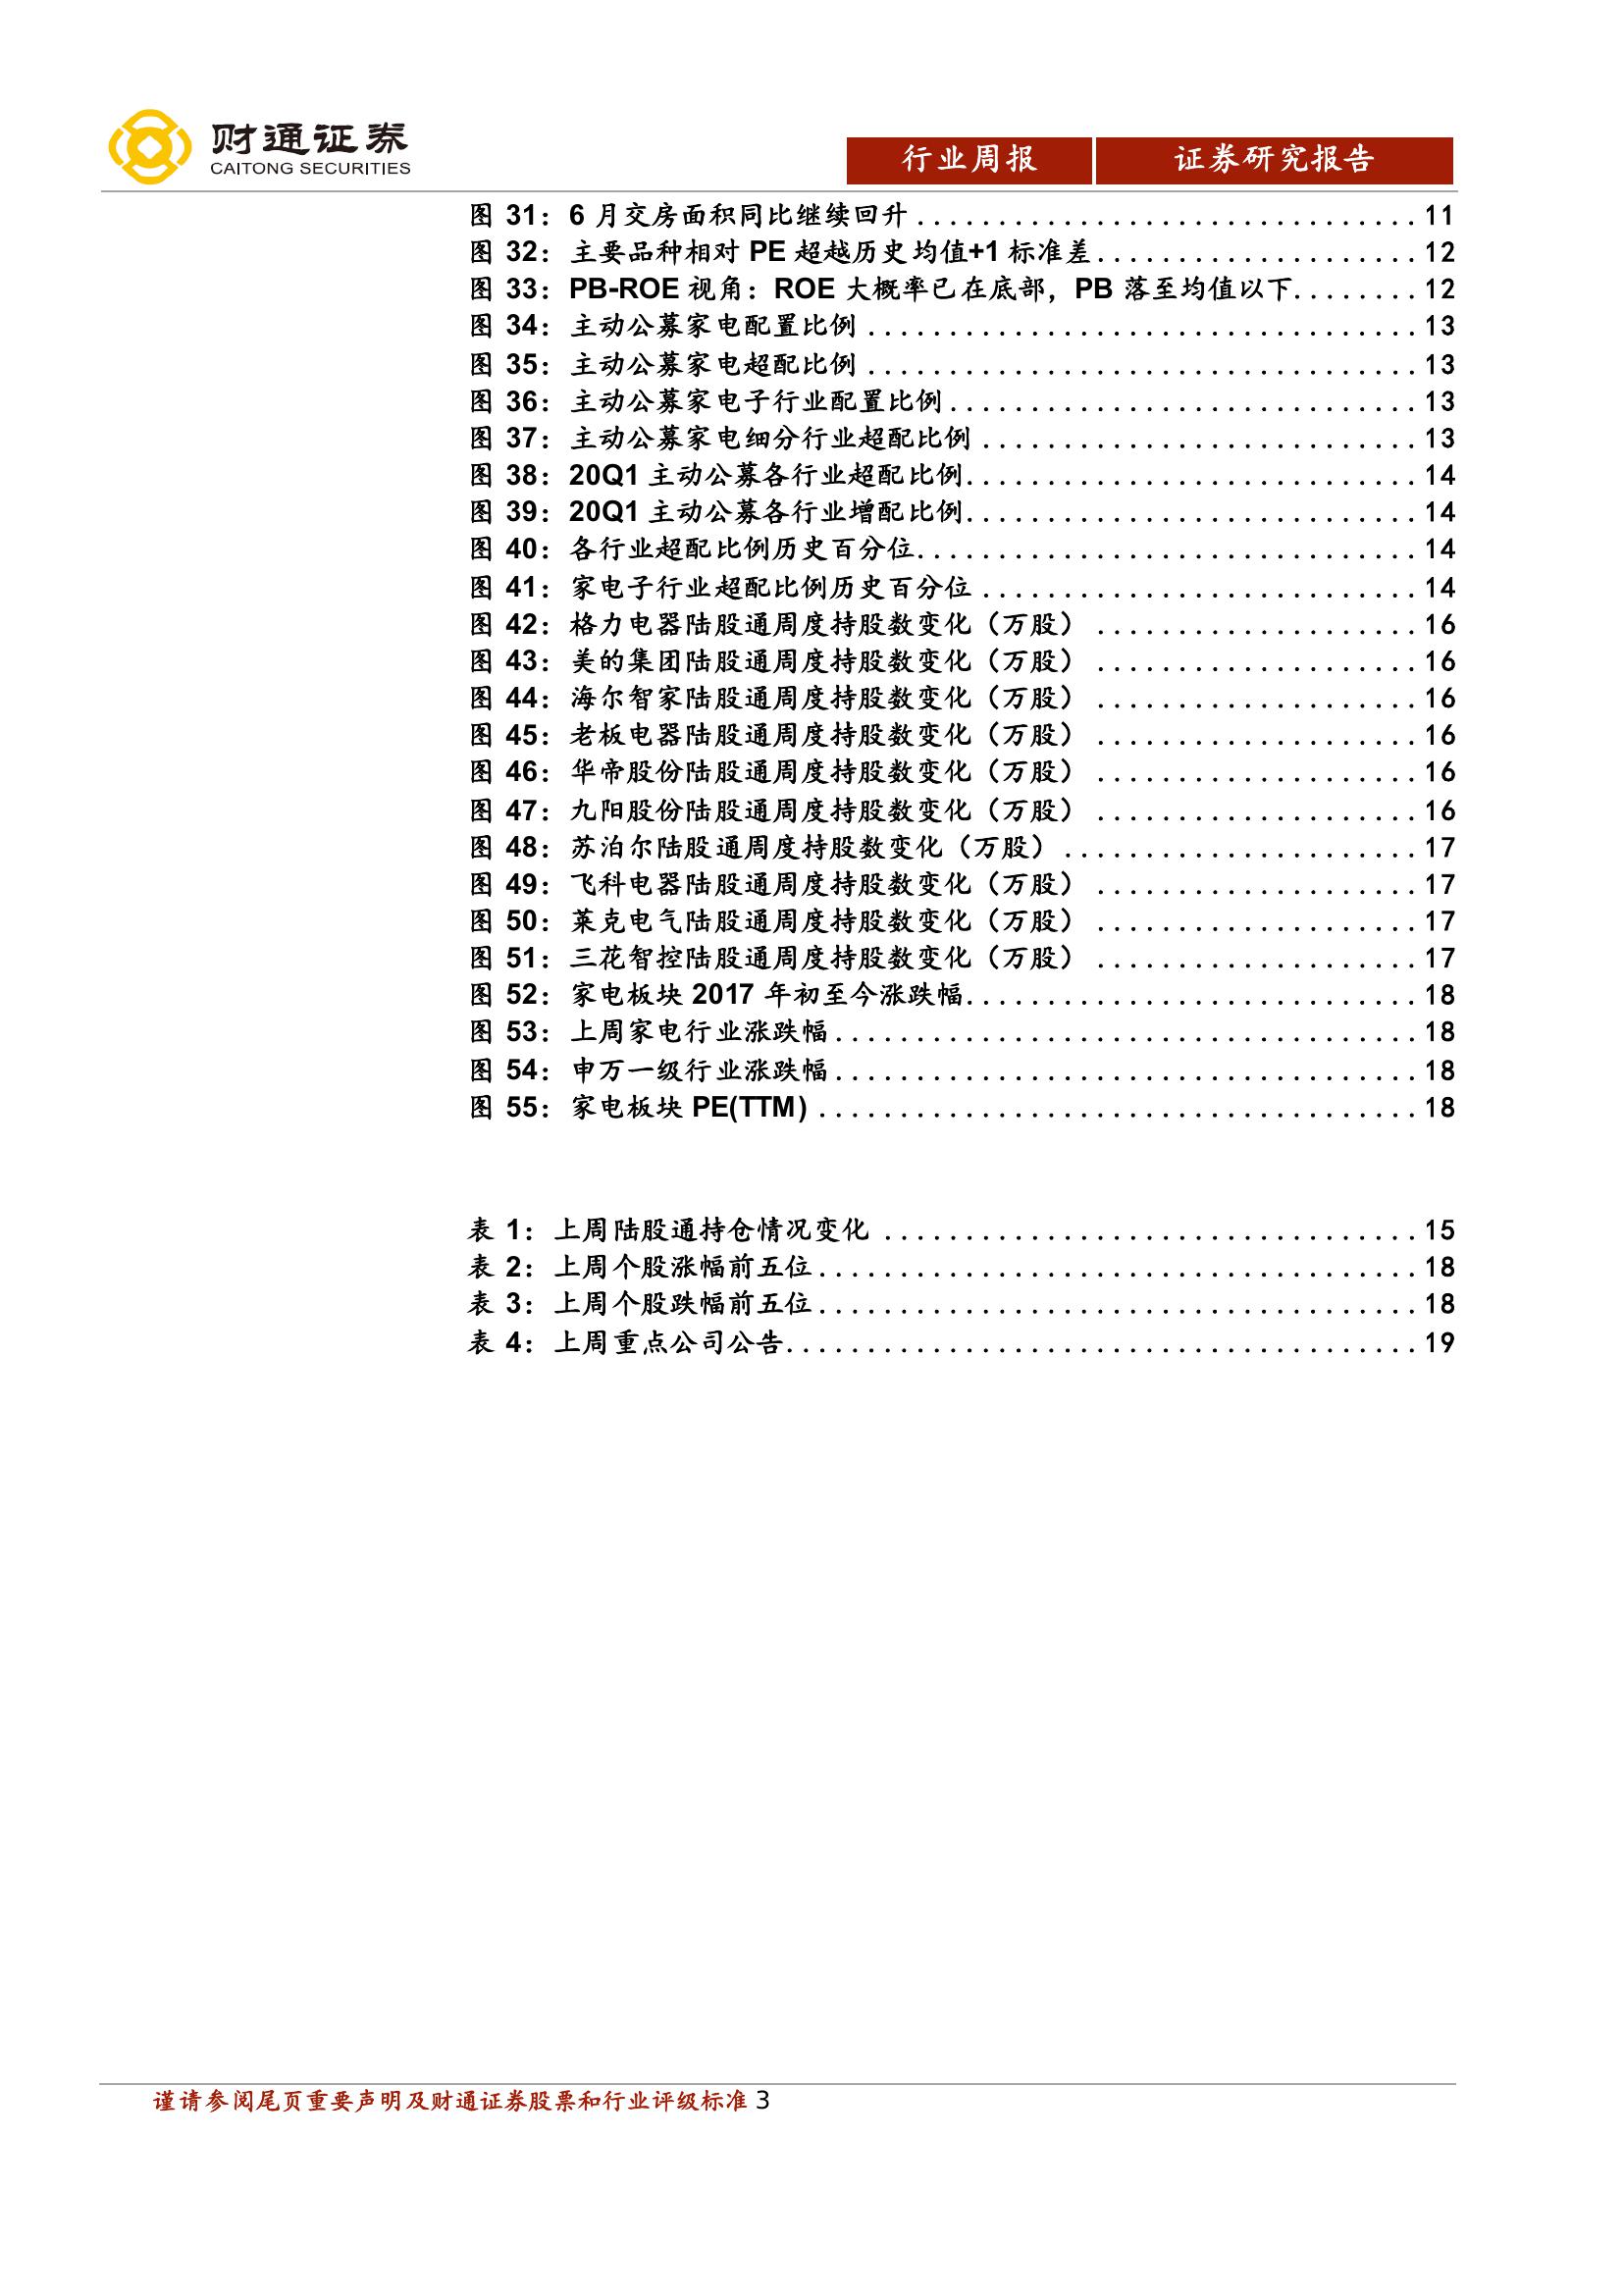 财通证券
CAITONG SECURITIES
行业周报 证券研究报告
图 31：6 月交房面积同比继续回升...............................11
图 32：主要品种相对 PE 超越历史均值+1 标准差....................12
图 33：PB-ROE 视角：ROE 大概率已在底部，PB 落至均值以下........12
图 34：主动公募家电配置比例..................................13
图 35：主动公募家电超配比例..................................13
图 36：主动公募家电子行业配置比例.............................13
图 37：主动公募家电细分行业超配比例...........................13
图 38：20Q1 主动公募各行业超配比例............................14
图 39：20Q1 主动公募各行业增配比例............................14
图 40：各行业超配比例历史百分位...............................14
图 41：家电子行业超配比例历史百分位...........................14
图 42：格力电器陆股通周度持股数变化（万股）....................16
图 43：美的集团陆股通周度持股数变化（万股）....................16
图 44：海尔智家陆股通周度持股数变化（万股）....................16
图 45：老板电器陆股通周度持股数变化（万股）....................16
图 46：华帝股份陆股通周度持股数变化（万股）....................16
图 47：九阳股份陆股通周度持股数变化（万股）....................16
图 48：苏泊尔陆股通周度持股数变化（万股）......................17
图 49：飞科电器陆股通周度持股数变化（万股）....................17
图 50：莱克电气陆股通周度持股数变化（万股）....................17
图 51：三花智控陆股通周度持股数变化（万股）....................17
图 52：家电板块 2017 年初至今涨跌幅............................18
图 53：上周家电行业涨跌幅....................................18
图 54：申万一级行业涨跌幅....................................18
图 55：家电板块 PE(TTM).....................................18
表 1：上周陆股通持仓情况变化.................................15
表 2：上周个股涨幅前五位.....................................18
表 3：上周个股跌幅前五位.....................................18
表 4：上周重点公司公告.......................................19
谨请参阅尾页重要声明及财通证券股票和行业评级标准 3